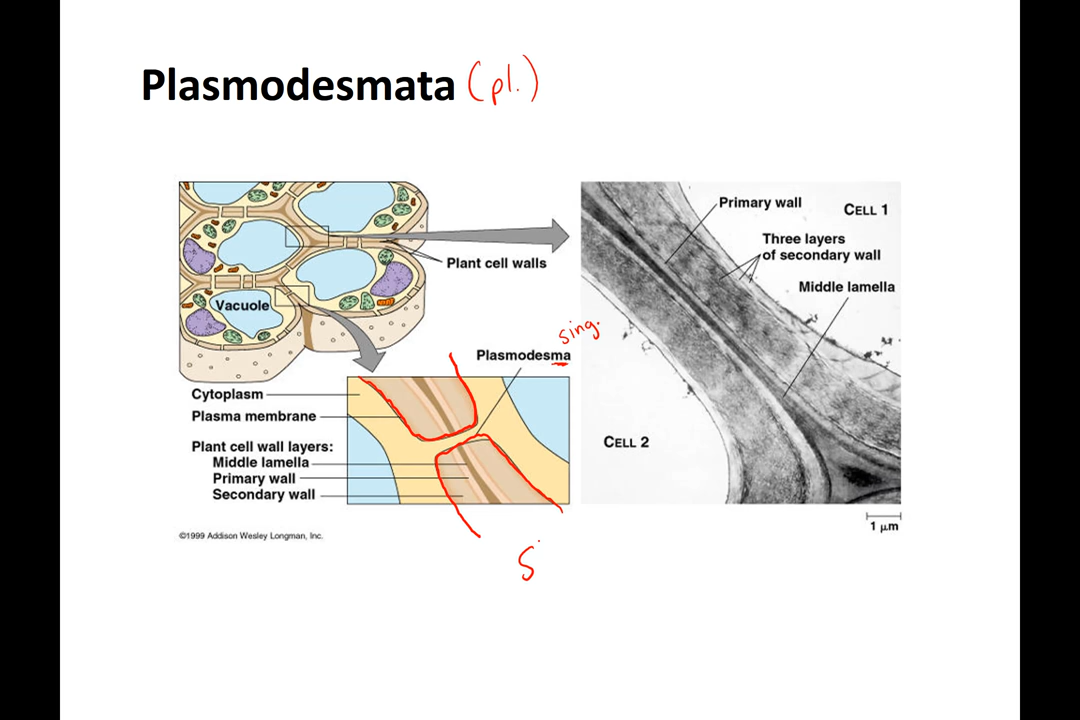 Plasmodesmata (pl.)
Primary wall
CELL 1
Three layers
of secondary wall
Plant cell walls
Middle lamella
Vacuole
sing.
Plasmodesma
Cytoplasm
Plasma membrane
CELL 2
Plant cell wall layers:
Middle lamella
Primary wall
Secondary wall
1 μm
©1999 Addison Wesley Longman, Inc.
S